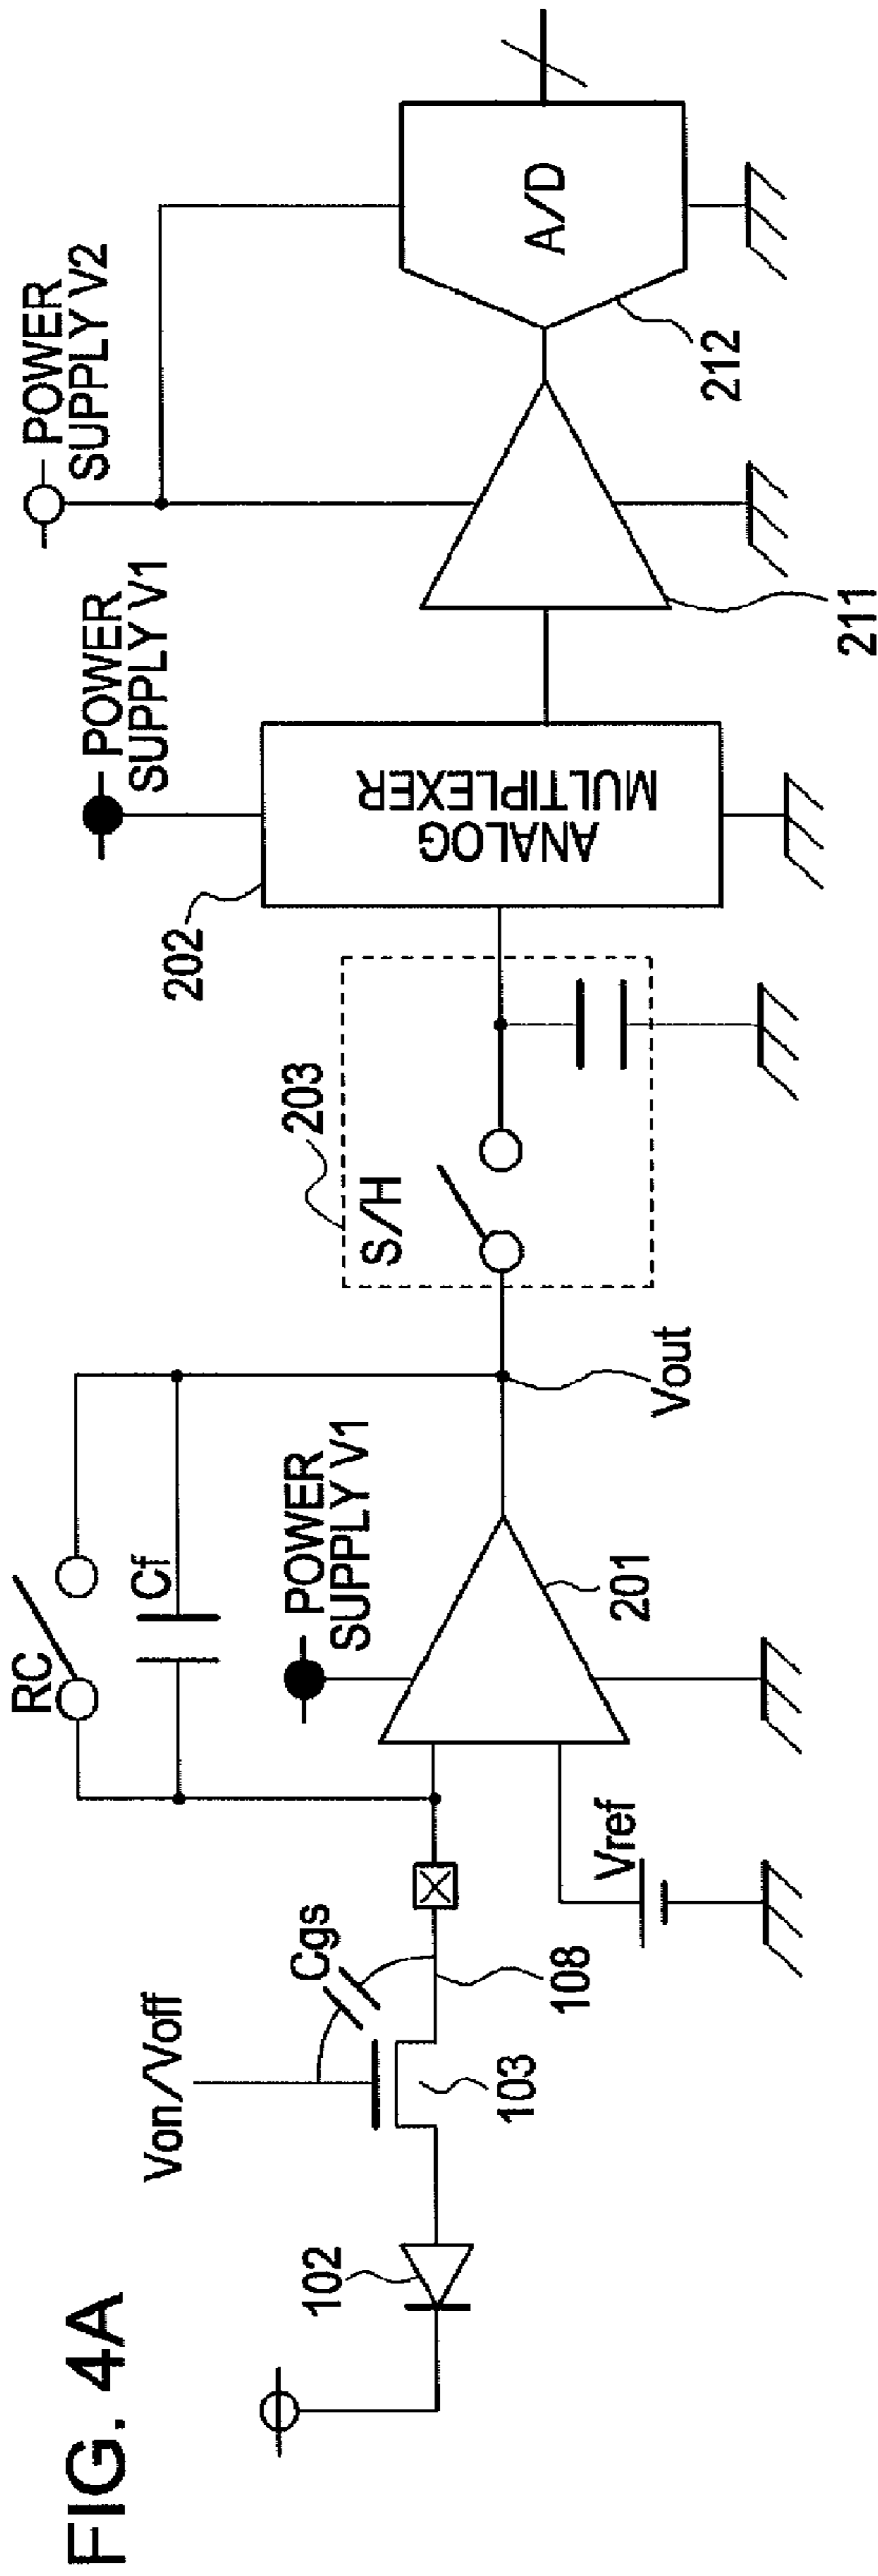 FIG. 4A
102
Von/Voff
103
Cgs
108
Vref
RC
Cf
POWER
SUPPLY V1
201
Vout
S/H
203
202
ANALOG
MULTIPLEXER
POWER
SUPPLY V1
211
POWER
SUPPLY V2
212
A/D